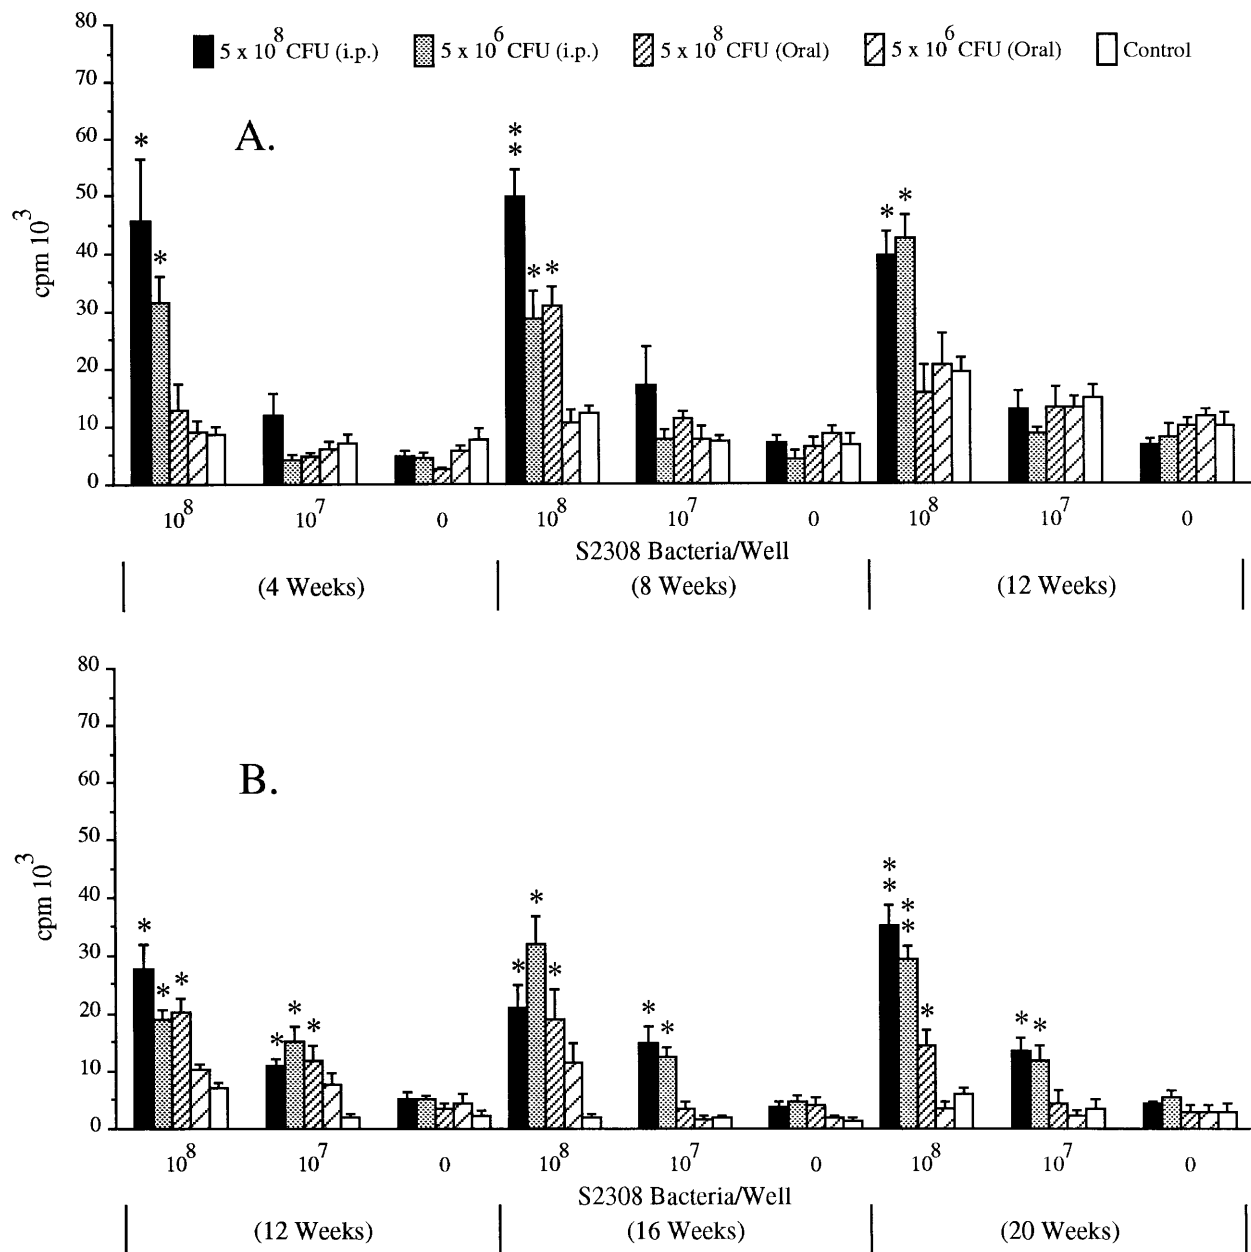 80
5 x 10^8 CFU (i.p.) 5 x 10^6 CFU (i.p.) 5 x 10^8 CFU (Oral) 5 x 10^6 CFU (Oral) Control
70
60
A.
50
40
30
20
10
0
cpm 10^3
* * * * * * * *
10^8 10^7 0 10^8 10^7 0 10^8 10^7 0
S2308 Bacteria/Well
(4 Weeks) (8 Weeks) (12 Weeks)
80
70
60
B.
50
40
30
20
10
0
cpm 10^3
* * * * * * * * * * * * * * * * * * *
10^8 10^7 0 10^8 10^7 0 10^8 10^7 0
S2308 Bacteria/Well
(12 Weeks) (16 Weeks) (20 Weeks)